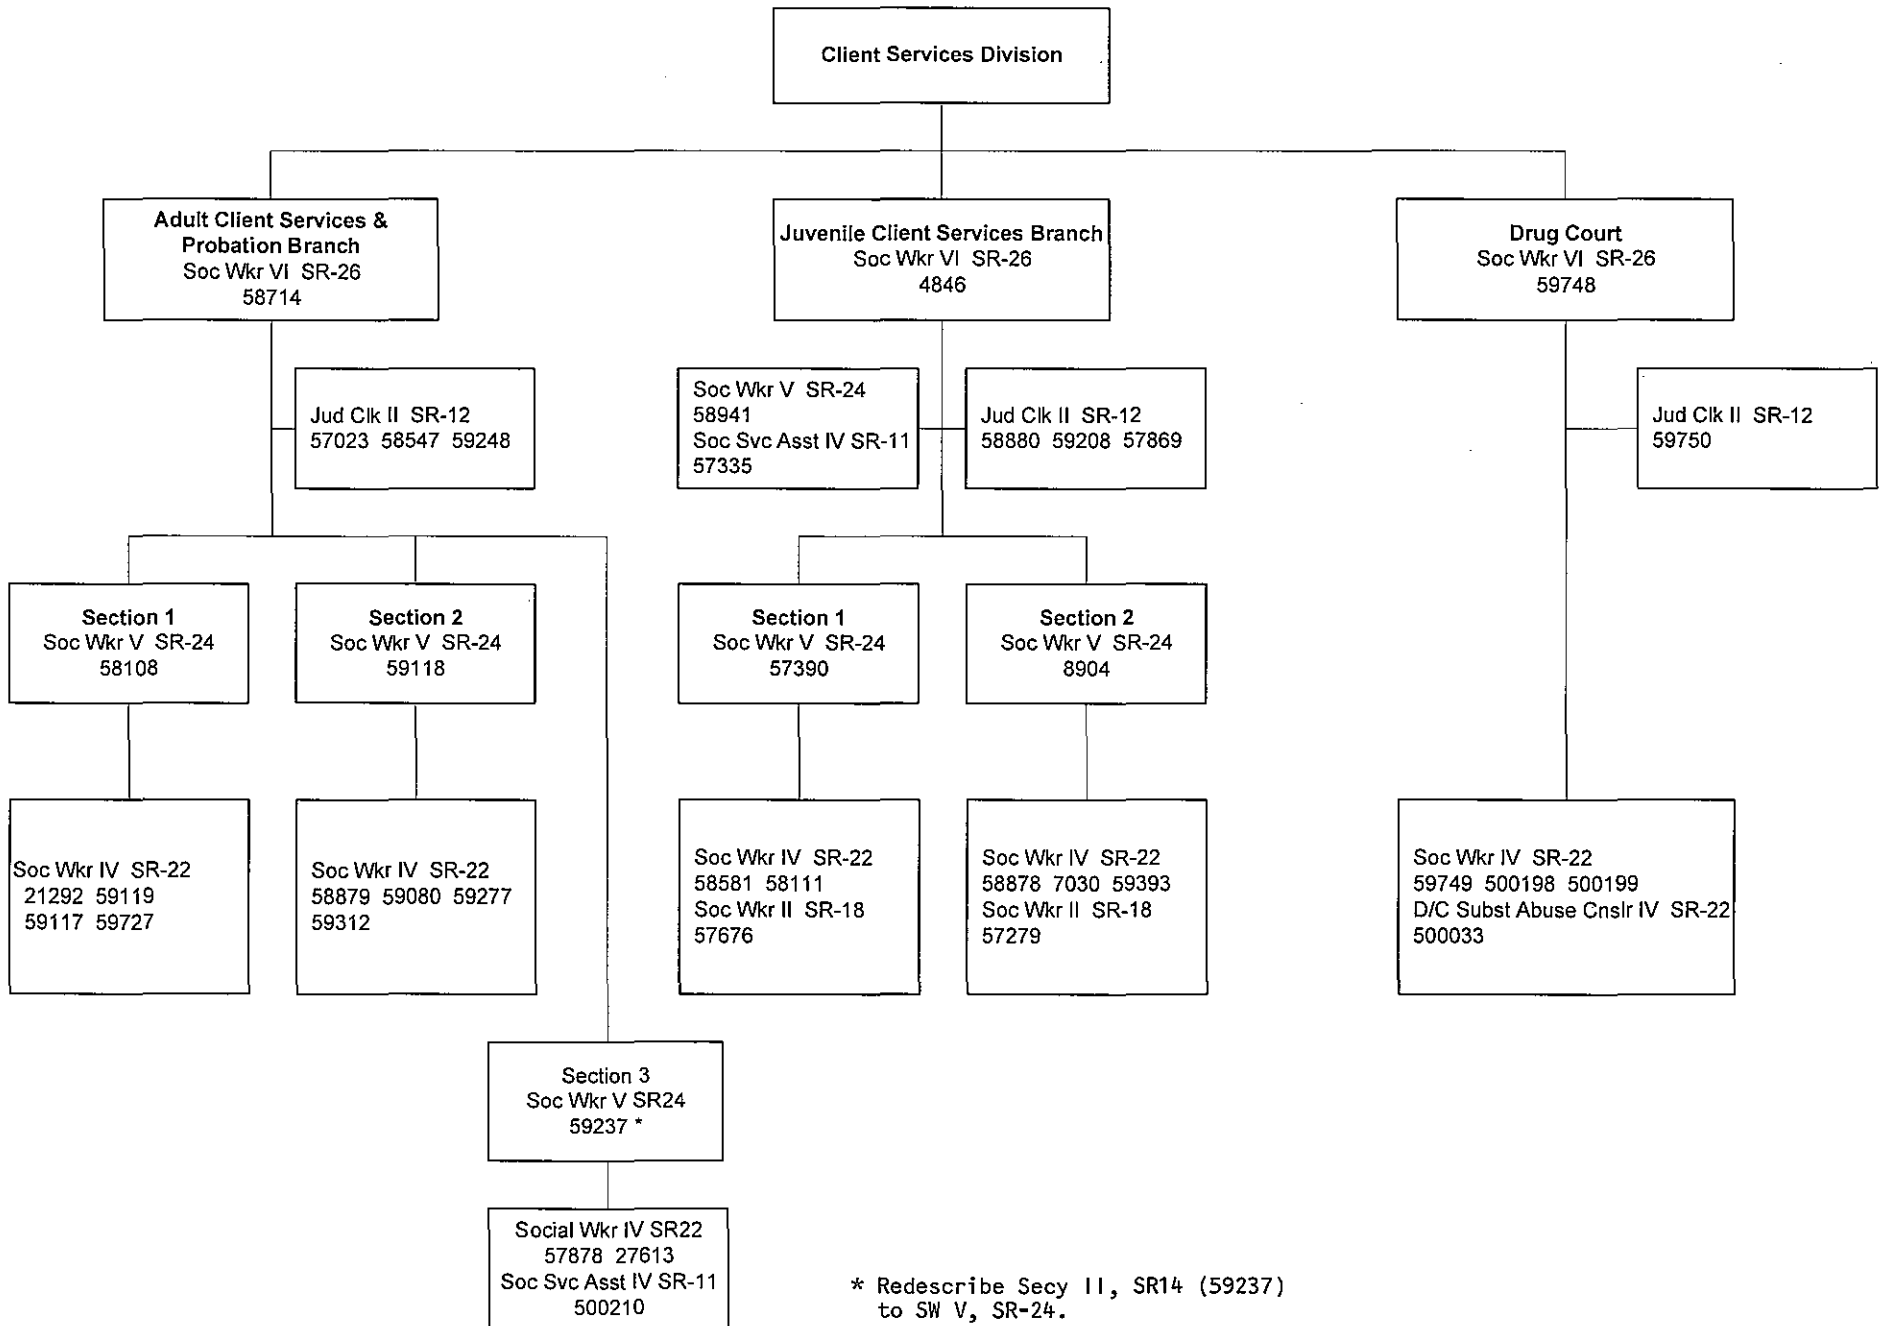 Client Services Division
Adult Client Services &
Probation Branch
Soc Wkr VI SR-26
58714
Juvenile Client Services Branch
Soc Wkr VI SR-26
4846
Drug Court
Soc Wkr VI SR-26
59748
Jud Clk II SR-12
57023 58547 59248
Soc Wkr V SR-24
58941
Soc Svc Asst IV SR-11
57335
Jud Clk II SR-12
58880 59208 57869
Jud Clk II SR-12
59750
Section 1
Soc Wkr V SR-24
58108
Section 2
Soc Wkr V SR-24
59118
Section 1
Soc Wkr V SR-24
57390
Section 2
Soc Wkr V SR-24
8904
Soc Wkr IV SR-22
21292 59119
59117 59727
Soc Wkr IV SR-22
58879 59080 59277
59312
Soc Wkr IV SR-22
58581 58111
Soc Wkr II SR-18
57676
Soc Wkr IV SR-22
58878 7030 59393
Soc Wkr II SR-18
57279
Soc Wkr IV SR-22
59749 500198 500199
D/C Subst Abuse Cnslr IV SR-22
500033
Section 3
Soc Wkr V SR24
59237 *
Social Wkr IV SR22
57878 27613
Soc Svc Asst IV SR-11
500210
* Redescribe Secy II, SR14 (59237)
to SW V, SR-24.